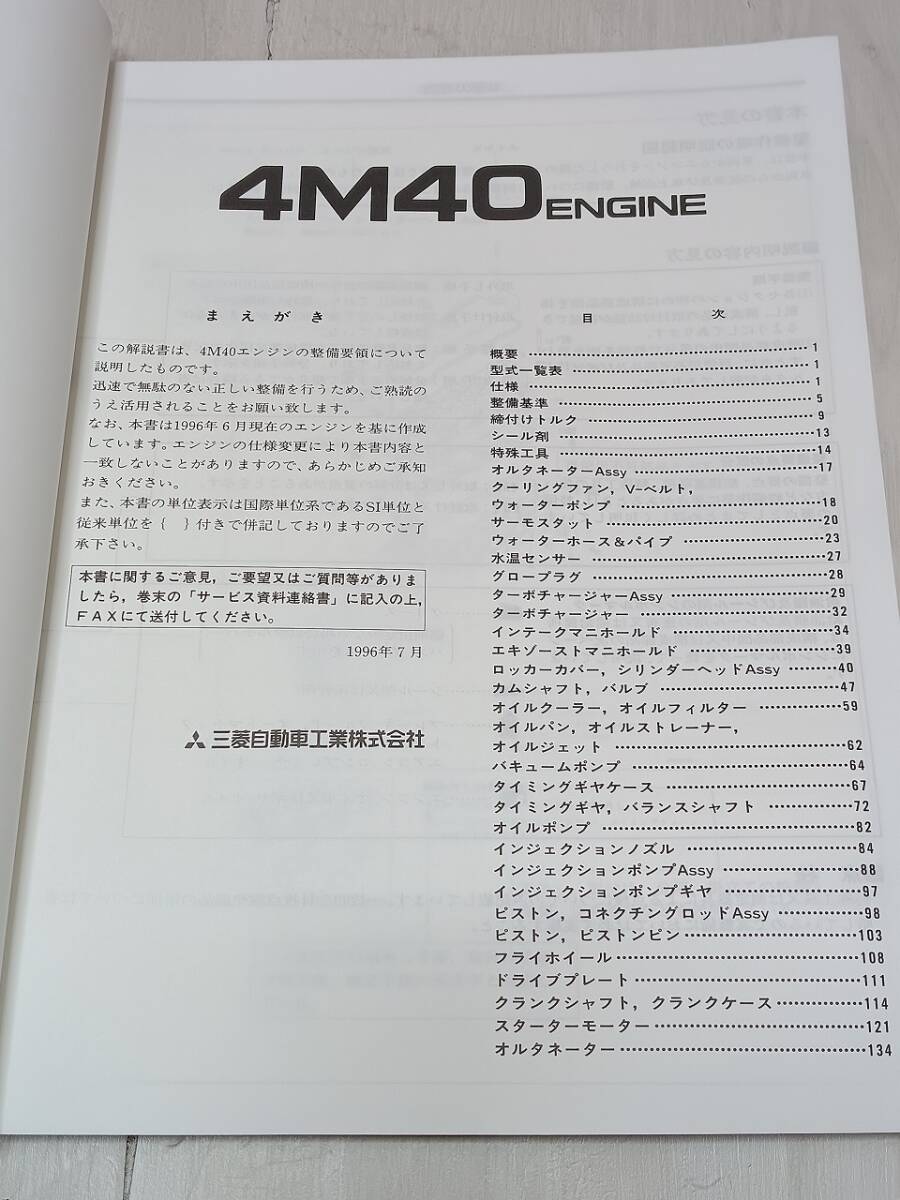 4M40 ENGINE
まえがき
この解説書は、4M40エンジンの整備要領について
説明したものです。
迅速で無駄のない正しい整備を行うため、ご熟読の
うえ活用されることをお願い致します。
なお、本書は1996年6月現在のエンジンを基に作成
しています。エンジンの仕様変更により本書内容と
一致しないことがありますので、あらかじめご承知
おきください。
また、本書の単位表示は国際単位系であるSI単位と
従来単位を｛　｝付きで併記しておりますのでご了
承下さい。
本書に関するご意見，ご要望又はご質問等がありま
したら，巻末の「サービス資料連絡書」に記入の上，
ＦＡＸにて送付してください。
1996年７月
三菱自動車工業株式会社
目　次
概要 ……1
型式一覧表 ……1
仕様 ……1
整備基準 ……5
締付けトルク ……9
シール剤 ……13
特殊工具 ……14
オルタネーターAssy ……17
クーリングファン，V-ベルト，
ウォーターポンプ ……18
サーモスタット ……20
ウォーターホース＆パイプ ……23
水温センサー ……27
グロープラグ ……28
ターボチャージャーAssy ……29
ターボチャージャー ……32
インテークマニホールド ……34
エキゾーストマニホールド ……39
ロッカーカバー，シリンダーヘッドAssy ……40
カムシャフト，バルブ ……47
オイルクーラー，オイルフィルター ……59
オイルパン，オイルストレーナー，
オイルジェット ……62
バキュームポンプ ……64
タイミングギヤケース ……67
タイミングギヤ，バランスシャフト ……72
オイルポンプ ……82
インジェクションノズル ……84
インジェクションポンプAssy ……88
インジェクションポンプギヤ ……97
ピストン，コネクチングロッドAssy ……98
ピストン，ピストンピン ……103
フライホイール ……108
ドライブプレート ……111
クランクシャフト，クランクケース ……114
スターターモーター ……121
オルタネーター ……134